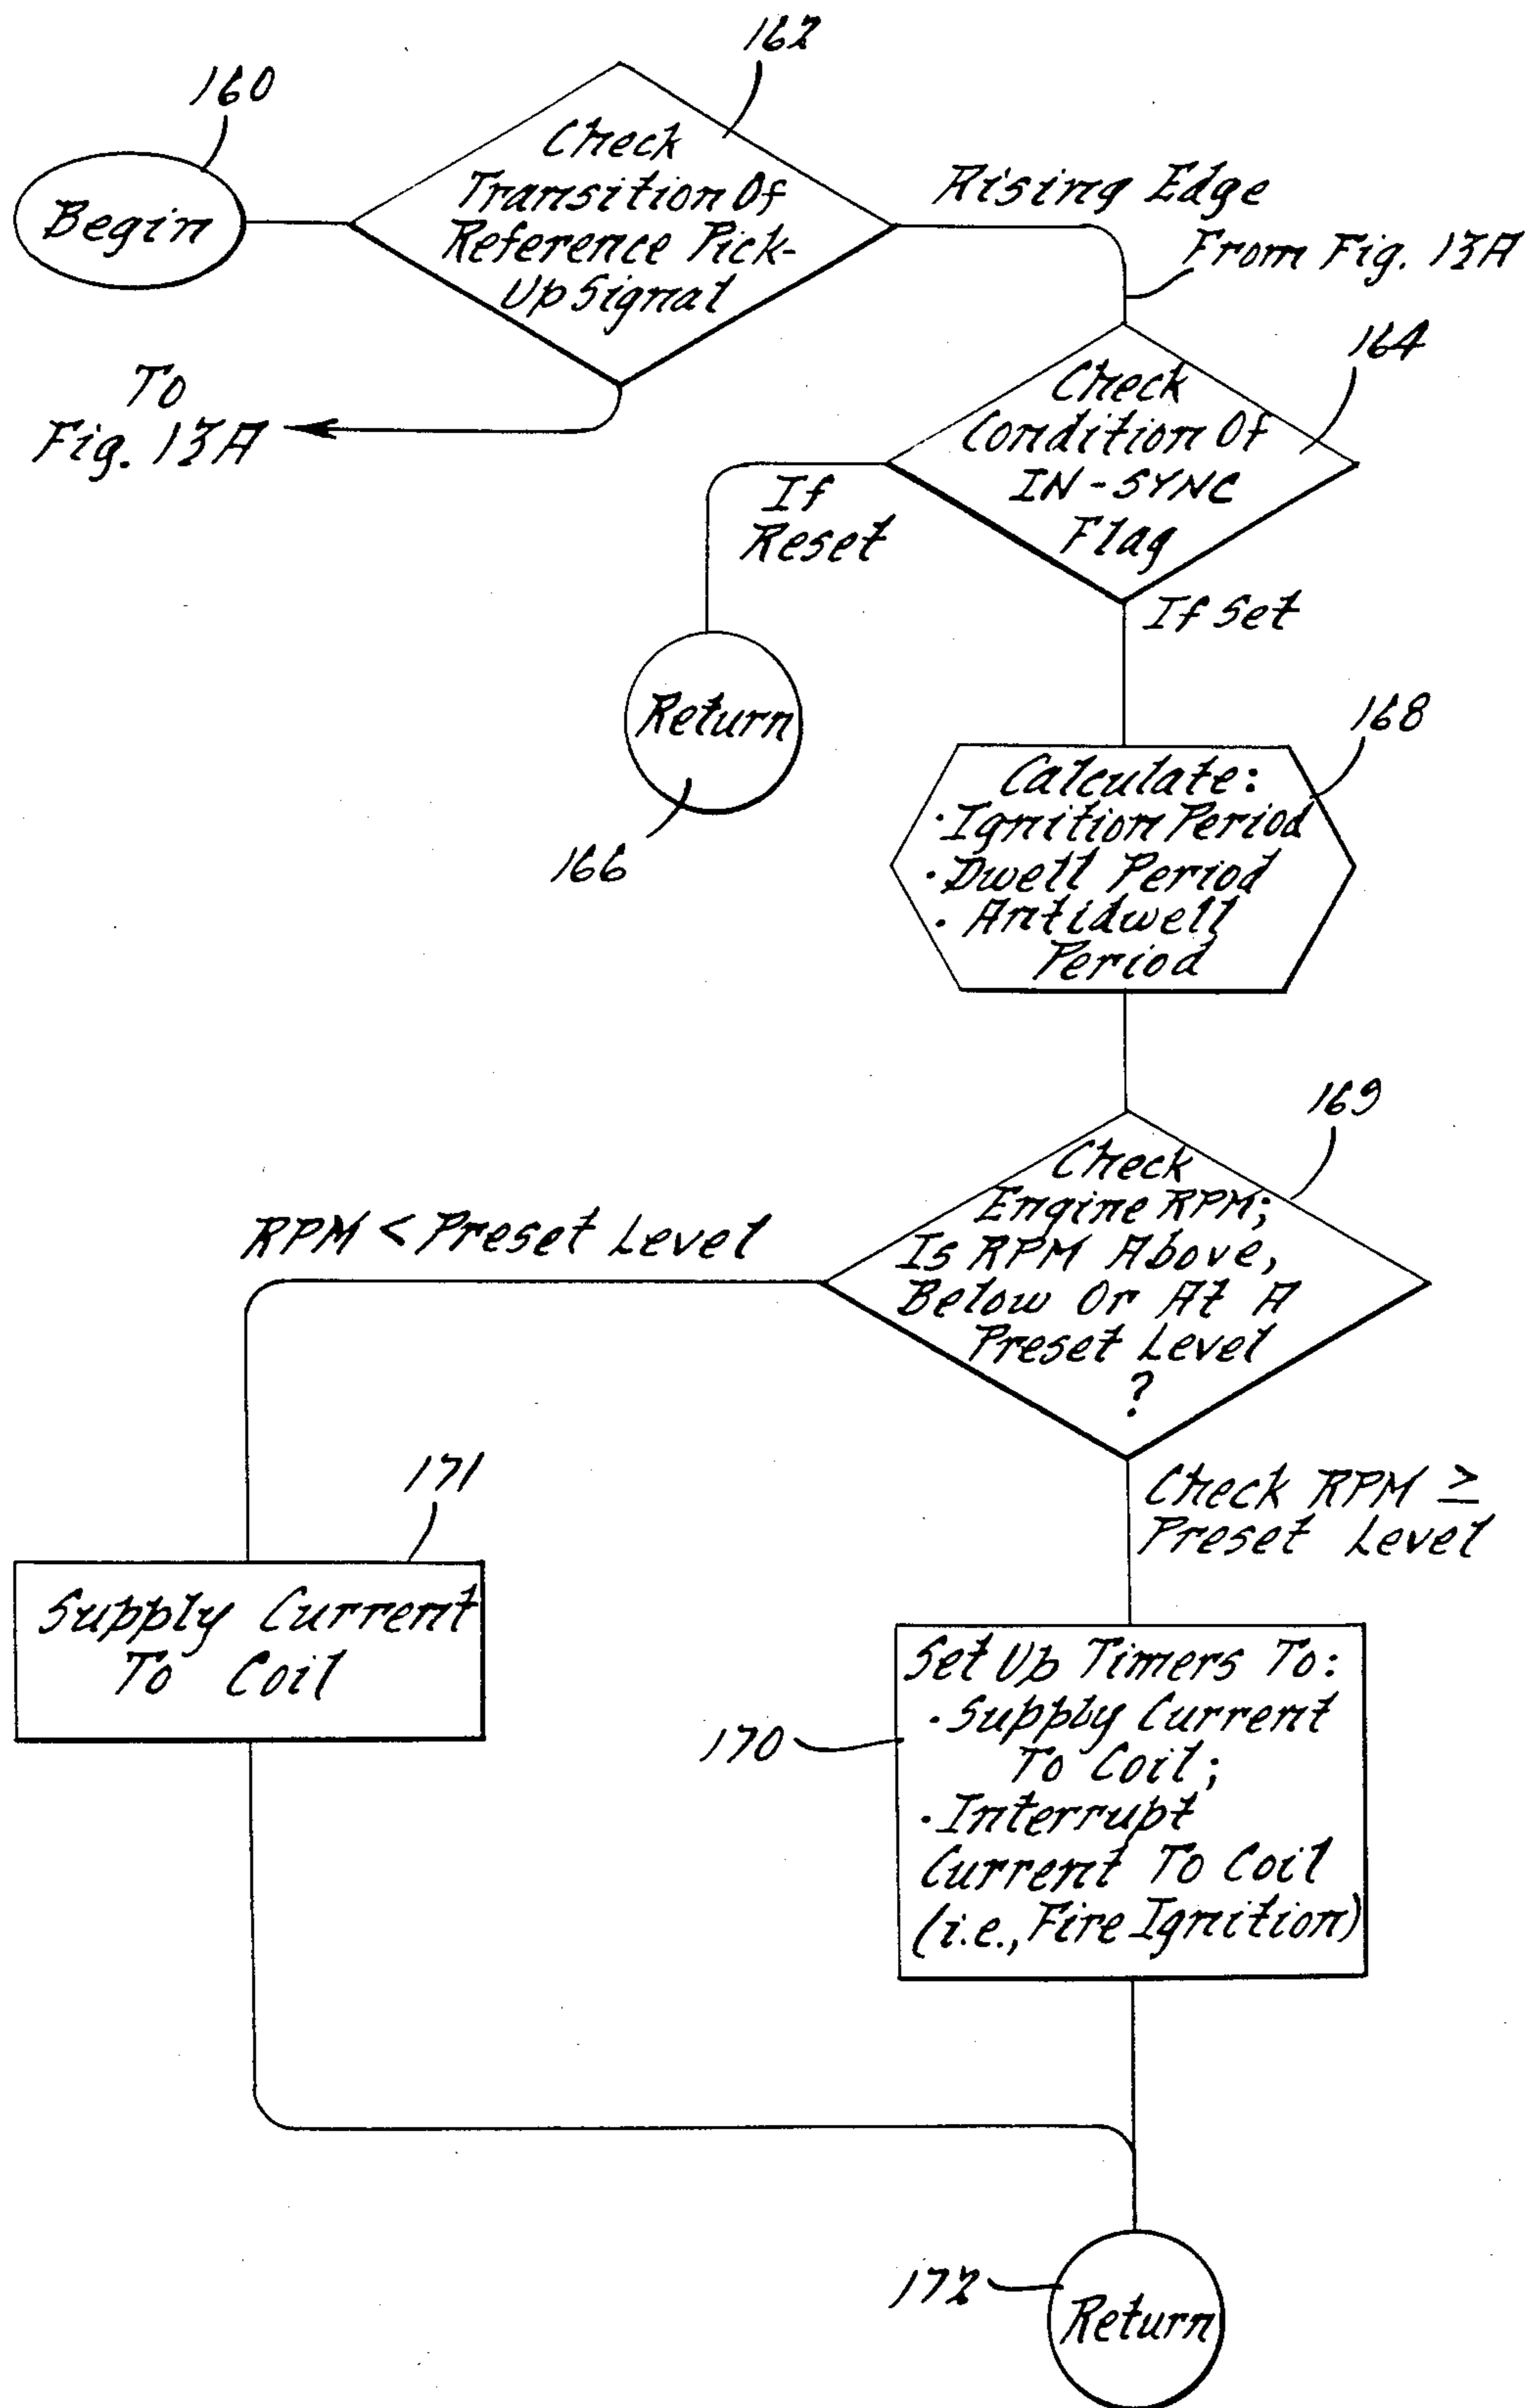 162
160
Check
Transition Of
Reference Pick-
Up Signal
Begin
Rising Edge
From Fig. 13A
To
Fig. 13A
164
Check
Condition Of
IN-SYNC
Flag
If
Reset
If Set
Return
166
168
Calculate:
· Ignition Period
· Dwell Period
· Antidwell
Period
169
Check
Engine RPM;
Is RPM Above,
Below Or At A
Preset Level
?
RPM < Preset Level
Check RPM ≥
Preset Level
171
Supply Current
To Coil
170
Set Up Timers To:
· Supply Current
To Coil;
· Interrupt
Current To Coil
(i.e., Fire Ignition)
172
Return